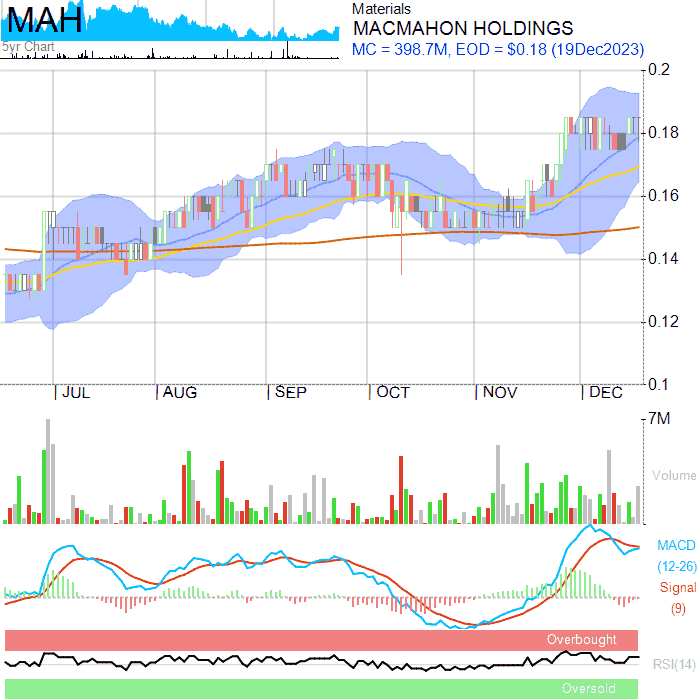 MAH
5yr Chart
Materials
MACMAHON HOLDINGS
MC = 398.7M, EOD = $0.18 (19Dec2023)
0.2
0.18
0.16
0.14
0.12
0.1
JUL AUG SEP OCT NOV DEC
7M
Volume
MACD
(12-26)
Signal
(9)
Overbought
RSI(14)
Oversold